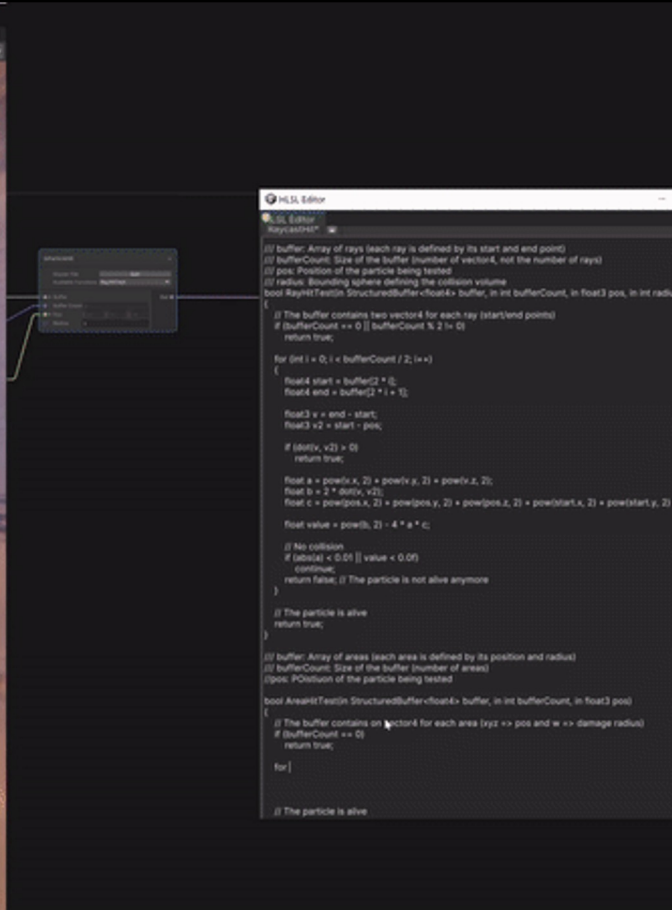 HLSL Editor
HLSL Editor
RaycastHit*
/// buffer: Array of rays (each ray is defined by its start and end point)
/// bufferCount: Size of the buffer (number of vector4, not the number of rays)
/// pos: Position of the particle being tested
/// radius: Bounding sphere defining the collision volume
bool RayHitTest(in StructuredBuffer<float4> buffer, in int bufferCount, in float3 pos, in int radiu
{
// The buffer contains two vector4 for each ray (start/end points)
if (bufferCount == 0 || bufferCount % 2 != 0)
return true;
for (int i = 0; i < bufferCount / 2; i++)
{
float4 start = buffer[2 * i];
float4 end = buffer[2 * i + 1];
float3 v = end - start;
float3 v2 = start - pos;
if (dot(v, v2) > 0)
return true;
float a = pow(v.x, 2) + pow(v.y, 2) + pow(v.z, 2);
float b = 2 * dot(v, v2);
float c = pow(pos.x, 2) + pow(pos.y, 2) + pow(pos.z, 2) + pow(start.x, 2) + pow(start.y, 2)
float value = pow(b, 2) - 4 * a * c;
// No collision
if (abs(a) < 0.01 || value < 0.0f)
continue;
return false; // The particle is not alive anymore
}
// The particle is alive
return true;
}
/// buffer: Array of areas (each area is defined by its position and radius)
/// bufferCount: Size of the buffer (number of areas)
//pos: POistiuon of the particle being tested
bool AreaHitTest(in StructuredBuffer<float4> buffer, in int bufferCount, in float3 pos)
{
// The buffer contains on vector4 for each area (xyz => pos and w => damage radius)
if (bufferCount == 0)
return true;
for
// The particle is alive